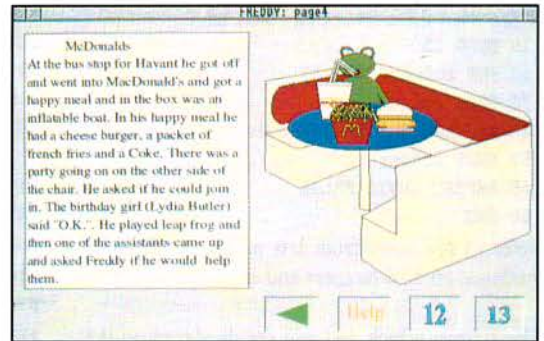 FREDDY: page4
McDonalds
At the bus stop for Havant he got off
and went into MacDonald's and got a
happy meal and in the box was an
inflatable boat. In his happy meal he
had a cheese burger, a packet of
french fries and a Coke. There was a
party going on on the other side of
the chair. He asked if he could join
in. The birthday girl (Lydia Butler)
said "O.K.". He played leap frog and
then one of the assistants came up
and asked Freddy if he would help
them.
Help
12
13